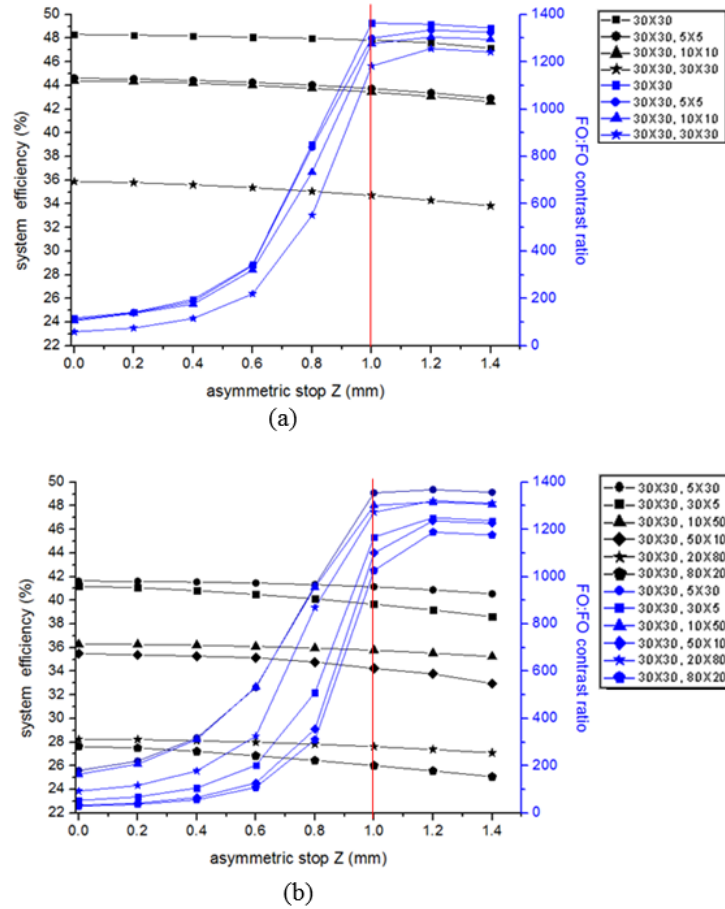 50
48
46
44
42
40
38
36
34
32
30
28
26
24
22
system efficiency (%)
0.0 0.2 0.4 0.6 0.8 1.0 1.2 1.4
asymmetric stop Z (mm)
1400
1200
1000
800
600
400
200
0
FO:FO contrast ratio
30X30
30X30, 5X5
30X30, 10X10
30X30, 30X30
30X30
30X30, 5X5
30X30, 10X10
30X30, 30X30
(a)
50
48
46
44
42
40
38
36
34
32
30
28
26
24
22
system efficiency (%)
0.0 0.2 0.4 0.6 0.8 1.0 1.2 1.4
asymmetric stop Z (mm)
1400
1200
1000
800
600
400
200
0
FO:FO contrast ratio
30X30, 5X30
30X30, 30X5
30X30, 10X50
30X30, 50X10
30X30, 20X80
30X30, 80X20
30X30, 5X30
30X30, 30X5
30X30, 10X50
30X30, 50X10
30X30, 20X80
30X30, 80X20
(b)